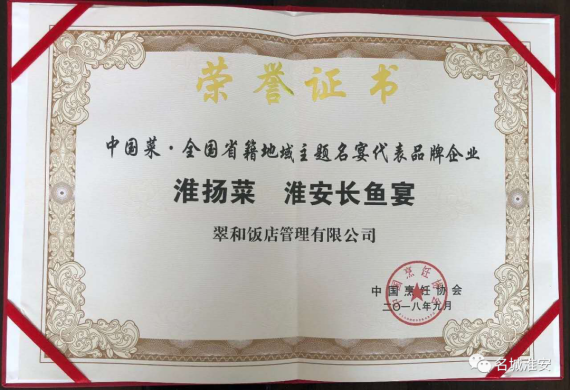 荣誉证书
中国菜·全国省籍地域主题名宴代表品牌企业
淮扬菜 淮安长鱼宴
翠和饭店管理有限公司
中国烹饪协会
二〇一八年九月
名城淮安